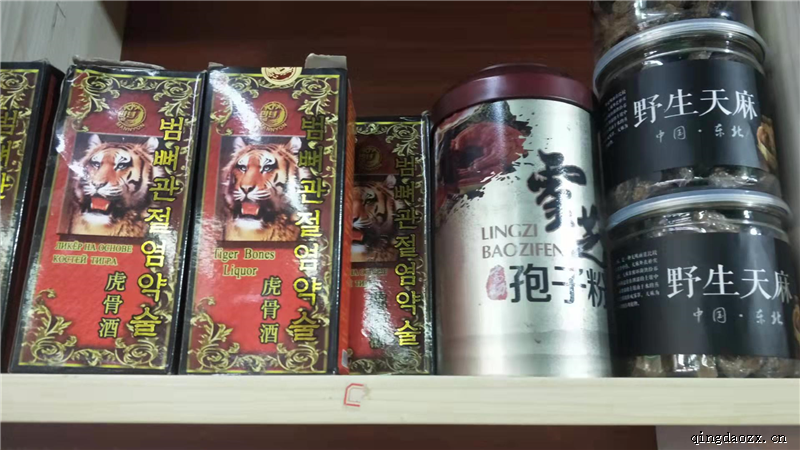 범뼈관절염약술
ЛИКЁР НА ОСНОВЕ
КОСТЕЙ ТИГРА
虎骨酒
범뼈관절염약술
Tiger Bones
Liquor
虎骨酒
범뼈관절염약술
LINGZI
BAOZIFEN
雪芝
孢子粉
野生天麻
中国·东北
野生天麻
中国·东北
qingdaozx.cn